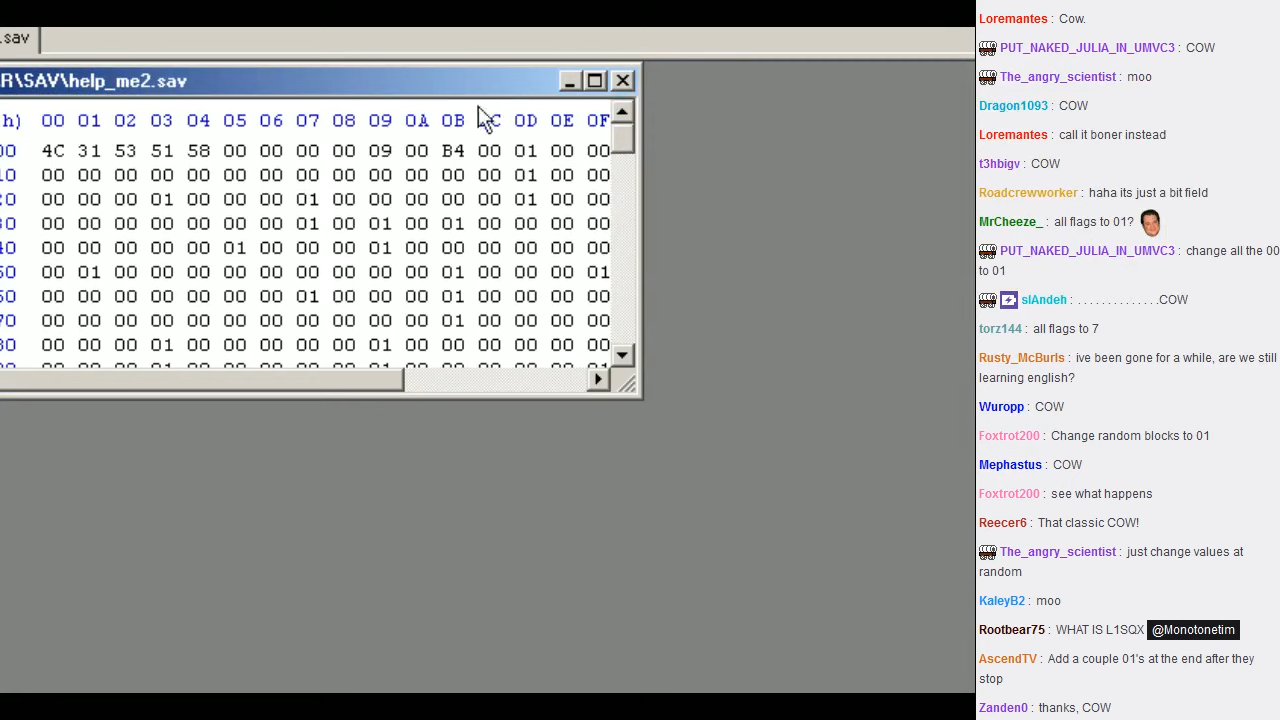 .sav
R\SAV\help_me2.sav
h) 00 01 02 03 04 05 06 07 08 09 0A 0B 0C 0D 0E 0F
00 4C 31 53 51 58 00 00 00 00 09 00 B4 00 01 00 00
10 00 00 00 00 00 00 00 00 00 00 00 00 00 01 00 00
20 00 00 00 01 00 00 00 01 00 00 00 00 00 01 00 00
30 00 00 00 00 00 00 00 01 00 01 00 01 00 00 00 00
40 00 00 00 00 00 01 00 00 00 01 00 00 00 00 00 00
50 00 01 00 00 00 00 00 00 00 00 00 01 00 00 00 01
60 00 00 00 00 00 00 00 01 00 00 00 01 00 00 00 00
70 00 00 00 00 00 00 00 00 00 00 00 01 00 00 00 00
80 00 00 00 01 00 00 00 00 00 01 00 00 00 00 00 00
Loremantes : Cow.
PUT_NAKED_JULIA_IN_UMVC3 : COW
The_angry_scientist : moo
Dragon1093 : COW
Loremantes : call it boner instead
t3hbigv : COW
Roadcrewworker : haha its just a bit field
MrCheeze_ : all flags to 01?
PUT_NAKED_JULIA_IN_UMVC3 : change all the 00
to 01
slAndeh : . . . . . . . . . . . . . .COW
torz144 : all flags to 7
Rusty_McBurls : ive been gone for a while, are we still
learning english?
Wuropp : COW
Foxtrot200 : Change random blocks to 01
Mephastus : COW
Foxtrot200 : see what happens
Reecer6 : That classic COW!
The_angry_scientist : just change values at
random
KaleyB2 : moo
Rootbear75 : WHAT IS L1SQX @Monotonetim
AscendTV : Add a couple 01's at the end after they
stop
Zanden0 : thanks, COW